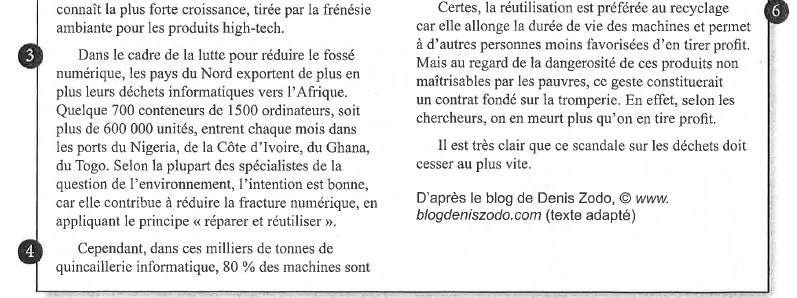 connaît la plus forte croissance, tirée par la frénésie
ambiante pour les produits high-tech.
3
Dans le cadre de la lutte pour réduire le fossé
numérique, les pays du Nord exportent de plus en
plus leurs déchets informatiques vers l'Afrique.
Quelque 700 conteneurs de 1500 ordinateurs, soit
plus de 600 000 unités, entrent chaque mois dans
les ports du Nigeria, de la Côte d'Ivoire, du Ghana,
du Togo. Selon la plupart des spécialistes de la
question de l'environnement, l'intention est bonne,
car elle contribue à réduire la fracture numérique, en
appliquant le principe « réparer et réutiliser ».
4
Cependant, dans ces milliers de tonnes de
quincaillerie informatique, 80 % des machines sont
6
Certes, la réutilisation est préférée au recyclage
car elle allonge la durée de vie des machines et permet
à d'autres personnes moins favorisées d'en tirer profit.
Mais au regard de la dangerosité de ces produits non
maîtrisables par les pauvres, ce geste constituerait
un contrat fondé sur la tromperie. En effet, selon les
chercheurs, on en meurt plus qu'on en tire profit.
Il est très clair que ce scandale sur les déchets doit
cesser au plus vite.
D'après le blog de Denis Zodo, © www.
blogdeniszodo.com (texte adapté)